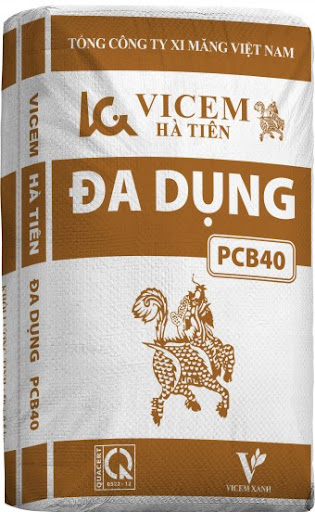 TỔNG CÔNG TY XI MĂNG VIỆT NAM
VICEM
HÀ TIÊN
ĐA DỤNG
PCB40
VICEM HÀ TIÊN ĐA DỤNG PCB40
QUACERT
VICEM XANH